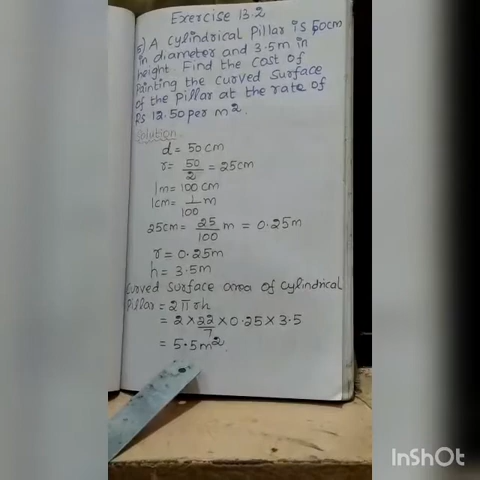 Exercise 13.2
5) A cylindrical Pillar is 50cm
in diameter and 3.5m in
height. Find the cost of
Painting the curved surface
of the pillar at the rate of
Rs 12.50 per m².
Solution
d = 50 cm
r = 50/2 = 25cm
1m = 100 cm
1cm = 1/100 m
25cm = 25/100 m = 0.25m
r = 0.25m
h = 3.5m
Curved surface area of cylindrical
Pillar = 2πrh
= 2 × 22/7 × 0.25 × 3.5
= 5.5m²
InShOt